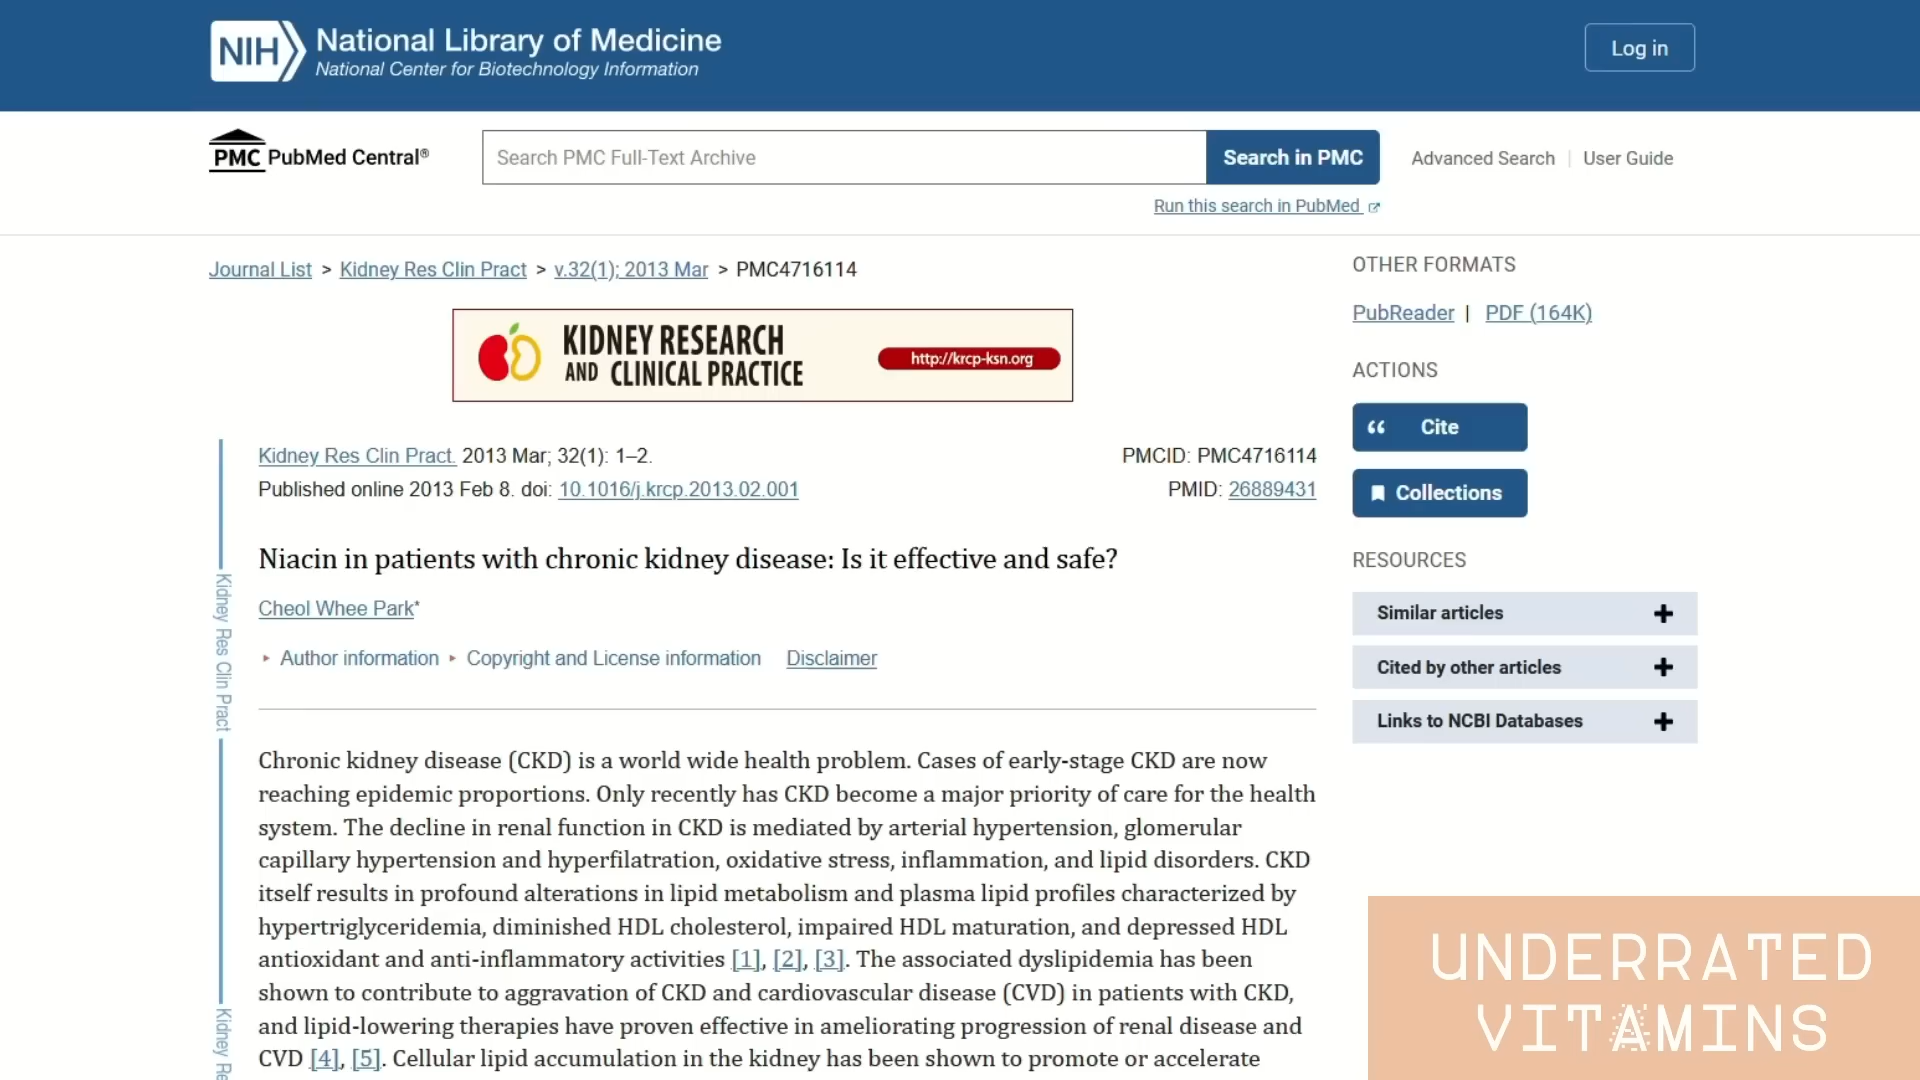 NIH National Library of Medicine
National Center for Biotechnology Information
Log in
PMC PubMed Central®
Search PMC Full-Text Archive
Search in PMC
Advanced Search | User Guide
Run this search in PubMed
Journal List > Kidney Res Clin Pract > v.32(1); 2013 Mar > PMC4716114
KIDNEY RESEARCH
AND CLINICAL PRACTICE
http://krcp-ksn.org
Kidney Res Clin Pract. 2013 Mar; 32(1): 1–2.
PMCID: PMC4716114
Published online 2013 Feb 8. doi: 10.1016/j.krcp.2013.02.001
PMID: 26889431
Niacin in patients with chronic kidney disease: Is it effective and safe?
Cheol Whee Park*
Author information Copyright and License information Disclaimer
Chronic kidney disease (CKD) is a world wide health problem. Cases of early-stage CKD are now
reaching epidemic proportions. Only recently has CKD become a major priority of care for the health
system. The decline in renal function in CKD is mediated by arterial hypertension, glomerular
capillary hypertension and hyperfilatration, oxidative stress, inflammation, and lipid disorders. CKD
itself results in profound alterations in lipid metabolism and plasma lipid profiles characterized by
hypertriglyceridemia, diminished HDL cholesterol, impaired HDL maturation, and depressed HDL
antioxidant and anti-inflammatory activities [1], [2], [3]. The associated dyslipidemia has been
shown to contribute to aggravation of CKD and cardiovascular disease (CVD) in patients with CKD,
and lipid-lowering therapies have proven effective in ameliorating progression of renal disease and
CVD [4], [5]. Cellular lipid accumulation in the kidney has been shown to promote or accelerate
Kidney Res Clin Pract
Kidney Re
OTHER FORMATS
PubReader | PDF (164K)
ACTIONS
Cite
Collections
RESOURCES
Similar articles
Cited by other articles
Links to NCBI Databases
UNDERRATED
VITAMINS